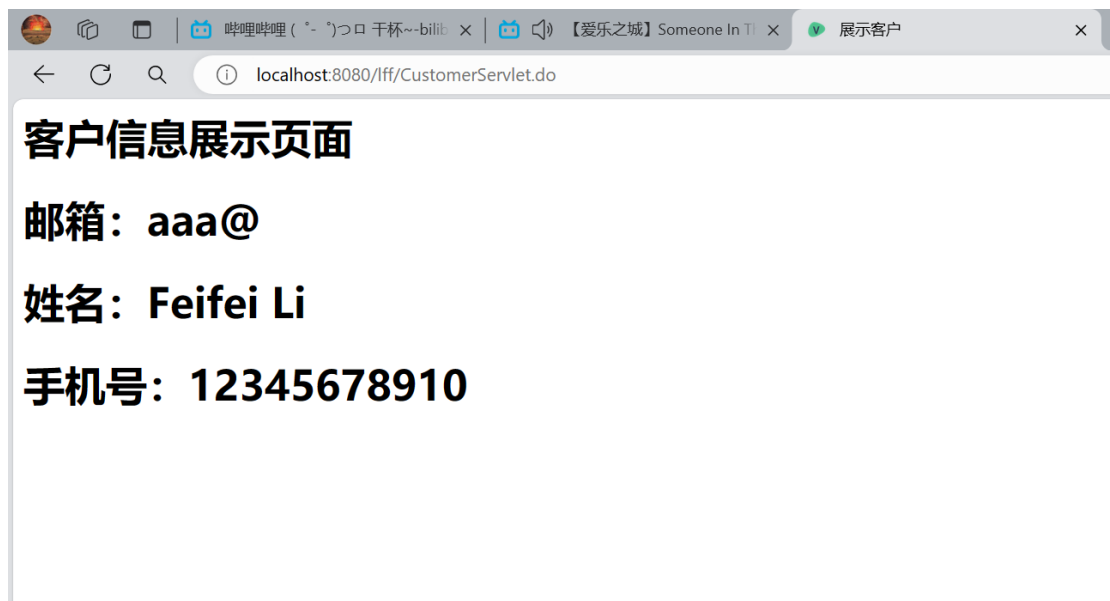 哔哩哔哩 ( ゜- ゜)つロ 干杯~-bilib
【爱乐之城】Someone In Th
展示客户
localhost:8080/lff/CustomerServlet.do
客户信息展示页面
邮箱：aaa@
姓名：Feifei Li
手机号：12345678910